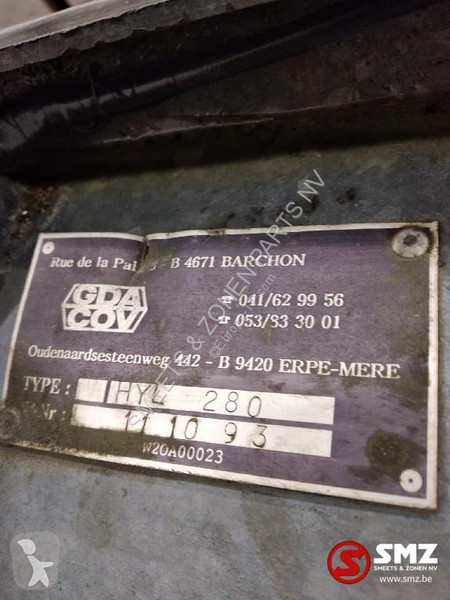 Rue de la Pai - B 4671 BARCHON
GDA
COV
☎ 041/62 99 56
☎ 053/83 30 01
Oudenaardsesteenweg 442 - B 9420 ERPE-MERE
TYPE : HYL 280
Nr : 11 10 93
W20A00023
SHEETS & ZONEN PARTS NV
SMZ
SHEETS & ZONEN NV
www.smz.be